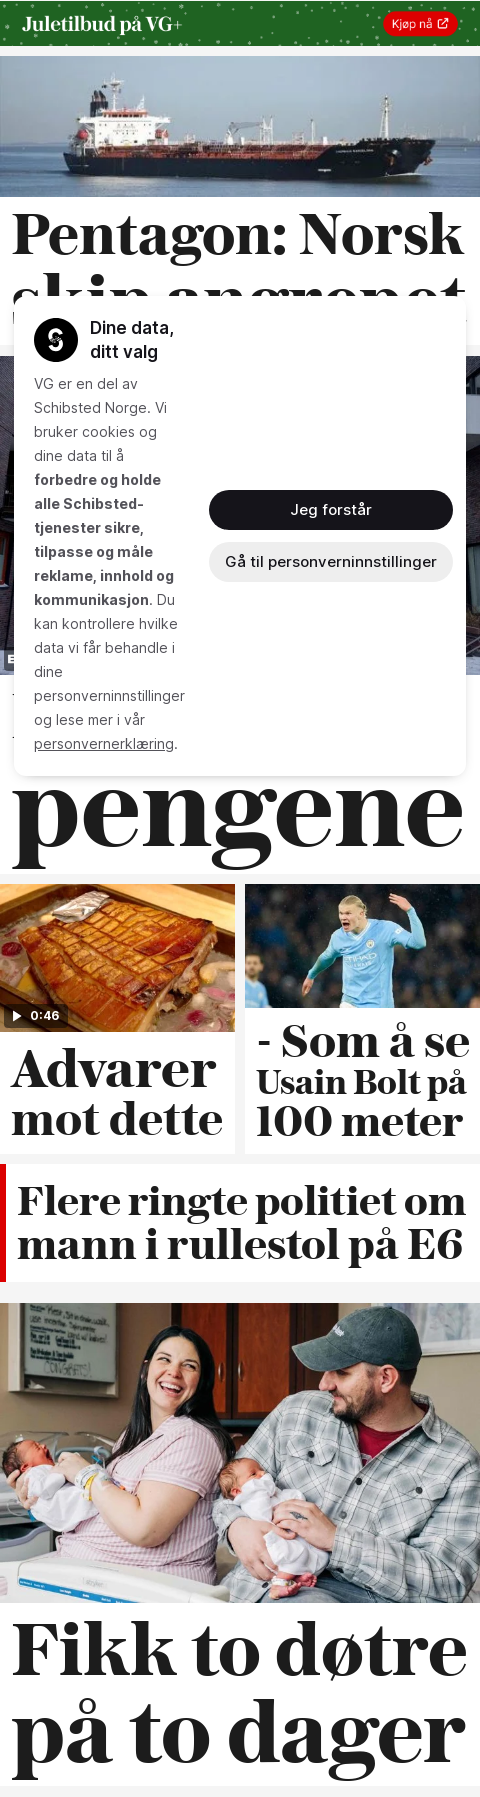 Juletilbud på VG+
Kjøp nå
Pentagon: Norsk
skip angrepet
Dine data,
ditt valg
VG er en del av
Schibsted Norge. Vi
bruker cookies og
dine data til å
forbedre og holde
alle Schibsted-
tjenester sikre,
tilpasse og måle
reklame, innhold og
kommunikasjon. Du
kan kontrollere hvilke
data vi får behandle i
dine
personverninnstillinger
og lese mer i vår
personvernerklæring.
Jeg forstår
Gå til personverninnstillinger
pengene
0:46
Advarer
mot dette
- Som å se
Usain Bolt på
100 meter
Flere ringte politiet om
mann i rullestol på E6
Fikk to døtre
på to dager